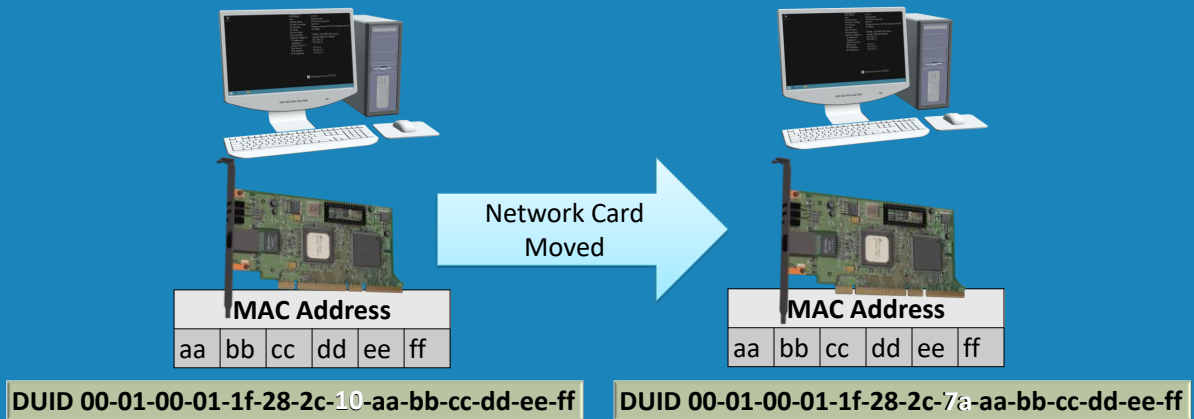 Network Card
Moved
MAC Address
aa bb cc dd ee ff
DUID 00-01-00-01-1f-28-2c-10-aa-bb-cc-dd-ee-ff
MAC Address
aa bb cc dd ee ff
DUID 00-01-00-01-1f-28-2c-7a-aa-bb-cc-dd-ee-ff